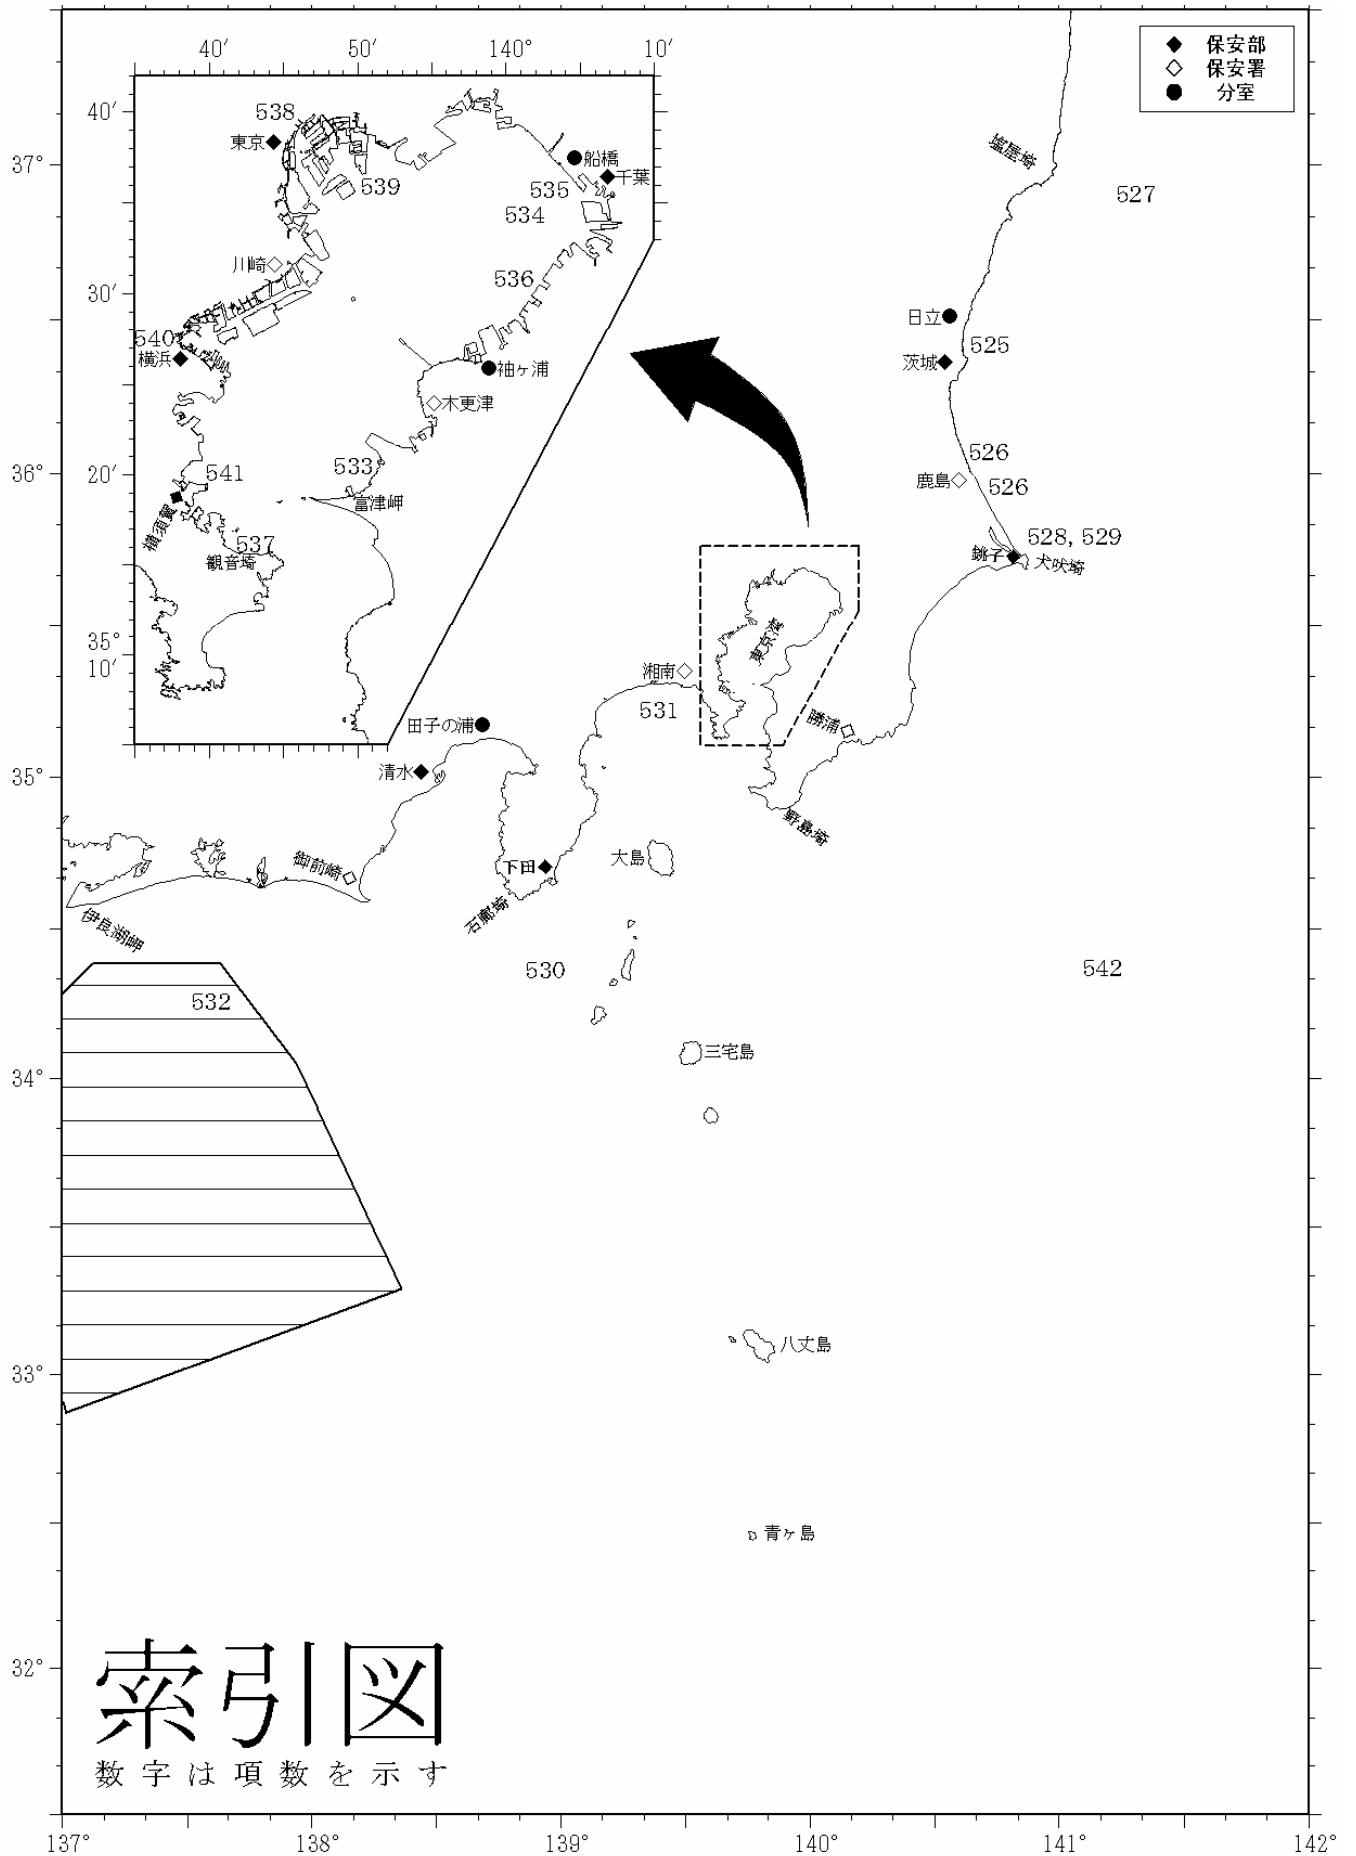 保安部
保安署
分室
40′
50′
140°
10′
40′
30′
20′
35°
10′
538
東京
539
船橋
千葉
535
534
536
川崎
540
横浜
袖ヶ浦
木更津
541
533
富津岬
横須賀
537
観音埼
37°
36°
35°
34°
33°
32°
塩屋埼
527
日立
525
茨城
526
鹿島
526
528, 529
銚子
犬吠埼
東京湾
湘南
531
勝浦
野島埼
田子の浦
清水
御前崎
下田
石廊埼
大島
伊良湖岬
530
542
532
三宅島
八丈島
青ヶ島
索引図
数字は項数を示す
137°
138°
139°
140°
141°
142°